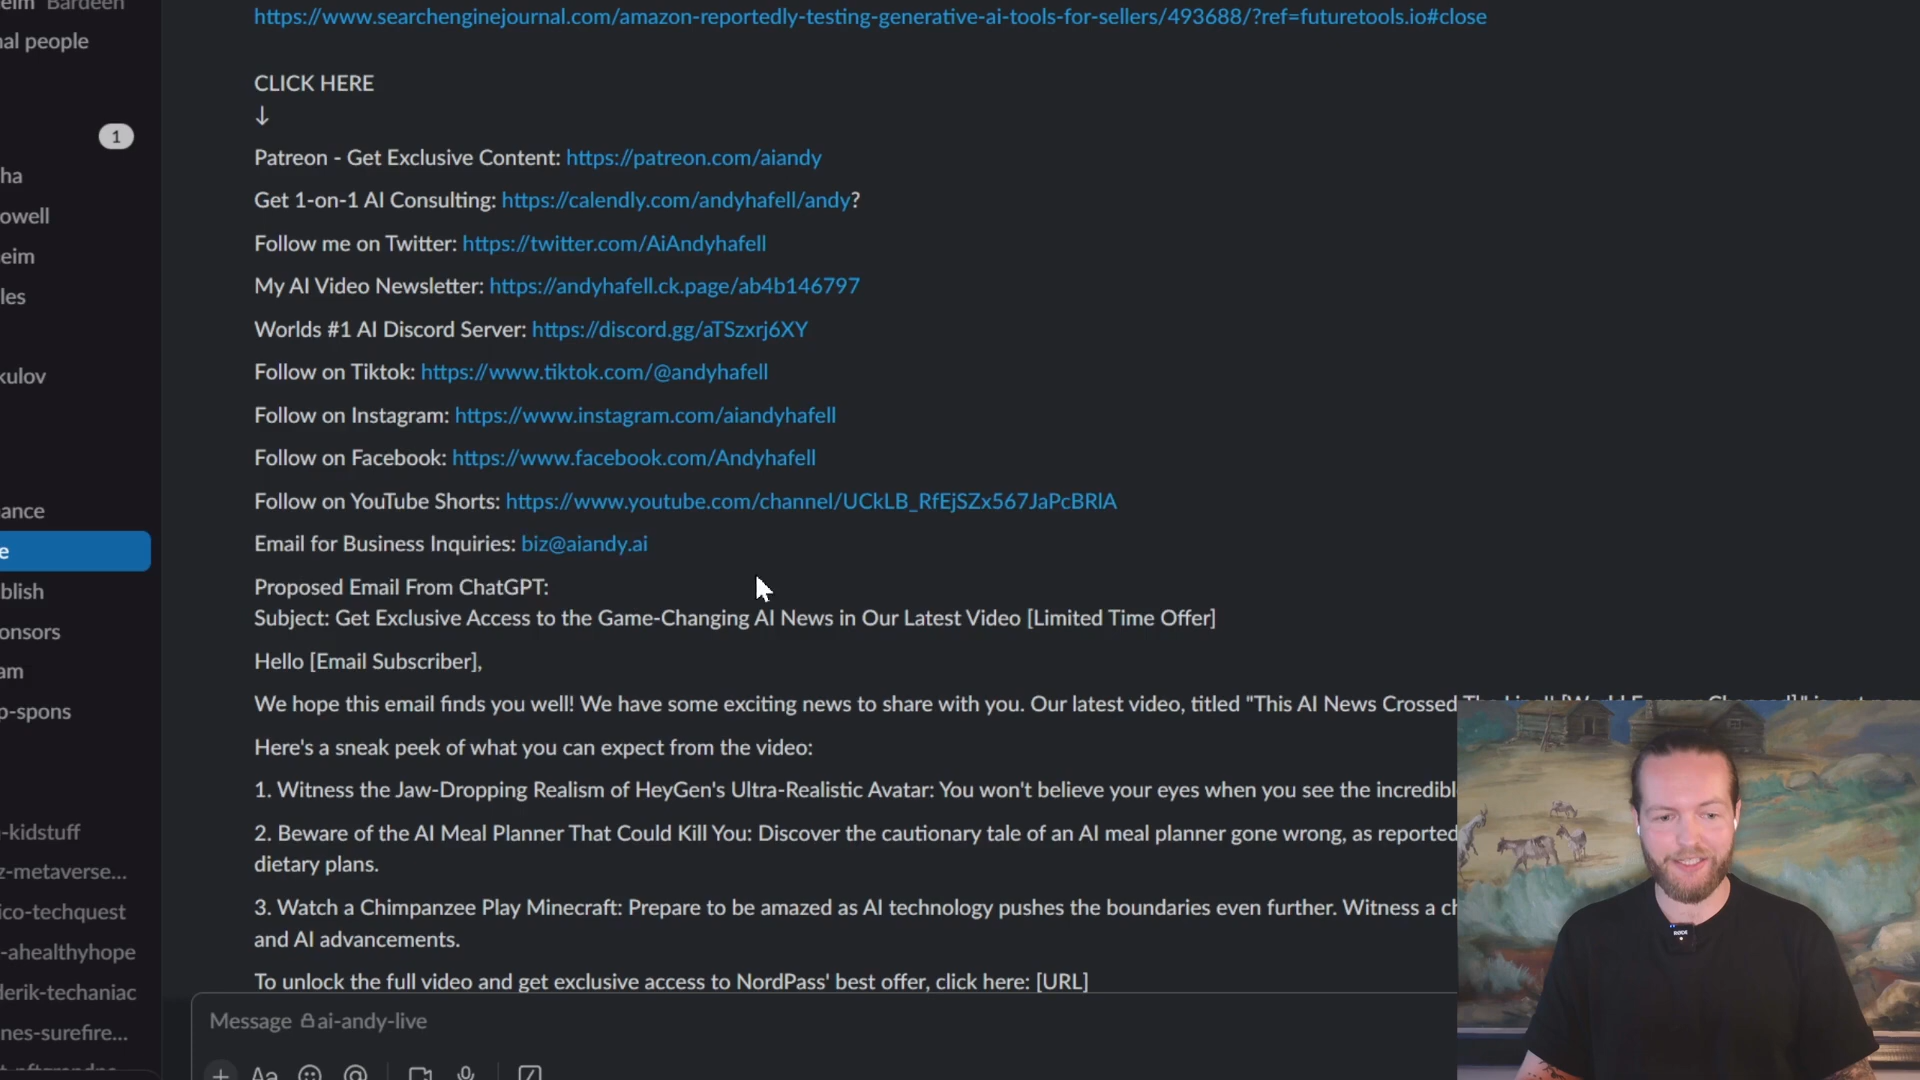 eim Bardeen
nal people
1
ha
owell
eim
les
kulov
ance
e
blish
onsors
am
p-spons
-kidstuff
z-metaverse...
ico-techquest
-ahealthyhope
derik-techaniac
nes-surefire...
https://www.searchenginejournal.com/amazon-reportedly-testing-generative-ai-tools-for-sellers/493688/?ref=futuretools.io#close
CLICK HERE
↓
Patreon - Get Exclusive Content: https://patreon.com/aiandy
Get 1-on-1 AI Consulting: https://calendly.com/andyhafell/andy?
Follow me on Twitter: https://twitter.com/AiAndyhafell
My AI Video Newsletter: https://andyhafell.ck.page/ab4b146797
Worlds #1 AI Discord Server: https://discord.gg/aTSzxrj6XY
Follow on Tiktok: https://www.tiktok.com/@andyhafell
Follow on Instagram: https://www.instagram.com/aiandyhafell
Follow on Facebook: https://www.facebook.com/Andyhafell
Follow on YouTube Shorts: https://www.youtube.com/channel/UCkLB_RfEjSZx567JaPcBRlA
Email for Business Inquiries: biz@aiandy.ai
Proposed Email From ChatGPT:
Subject: Get Exclusive Access to the Game-Changing AI News in Our Latest Video [Limited Time Offer]
Hello [Email Subscriber],
We hope this email finds you well! We have some exciting news to share with you. Our latest video, titled "This AI News Crossed
Here's a sneak peek of what you can expect from the video:
1. Witness the Jaw-Dropping Realism of HeyGen's Ultra-Realistic Avatar: You won't believe your eyes when you see the incredibl
2. Beware of the AI Meal Planner That Could Kill You: Discover the cautionary tale of an AI meal planner gone wrong, as reported
dietary plans.
3. Watch a Chimpanzee Play Minecraft: Prepare to be amazed as AI technology pushes the boundaries even further. Witness a ch
and AI advancements.
To unlock the full video and get exclusive access to NordPass' best offer, click here: [URL]
Message ai-andy-live
Aa
RODE